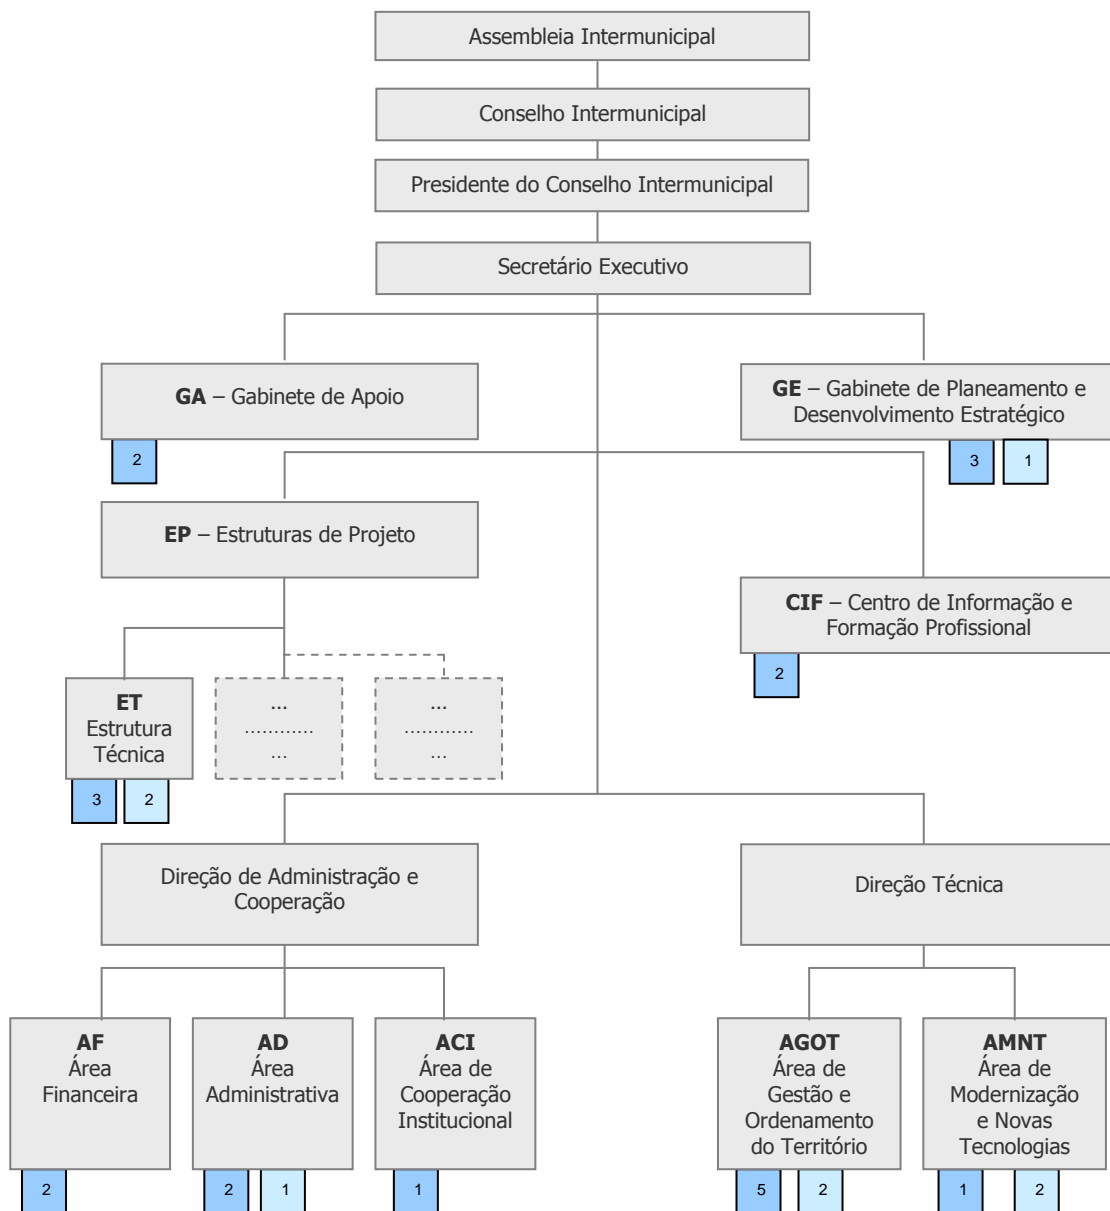 Assembleia Intermunicipal
Conselho Intermunicipal
Presidente do Conselho Intermunicipal
Secretário Executivo
GA – Gabinete de Apoio
2
GE – Gabinete de Planeamento e
Desenvolvimento Estratégico
3
1
EP – Estruturas de Projeto
CIF – Centro de Informação e
Formação Profissional
2
ET
Estrutura
Técnica
3
2
...
............
...
...
............
...
Direção de Administração e
Cooperação
Direção Técnica
AF
Área
Financeira
2
AD
Área
Administrativa
2
1
ACI
Área de
Cooperação
Institucional
1
AGOT
Área de
Gestão e
Ordenamento
do Território
5
2
AMNT
Área de
Modernização
e Novas
Tecnologias
1
2